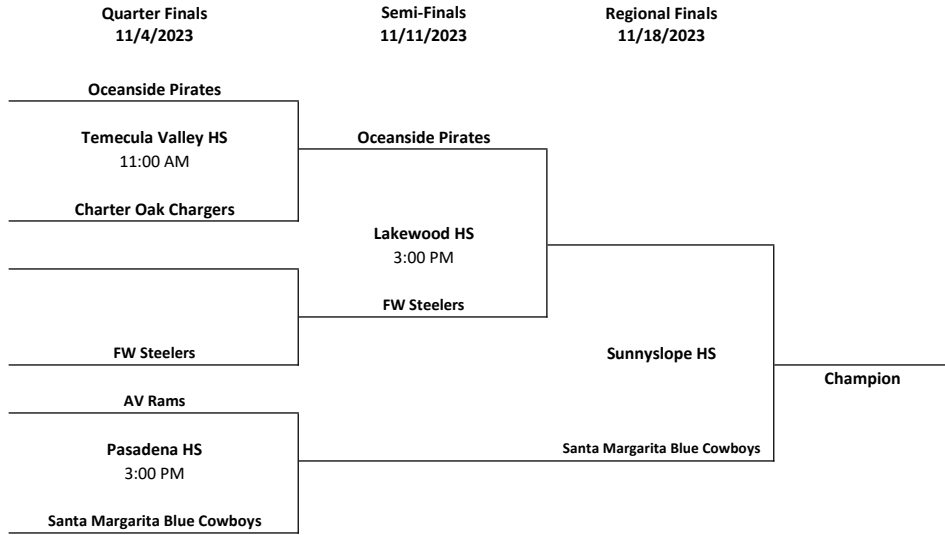 Quarter Finals
11/4/2023
Semi-Finals
11/11/2023
Regional Finals
11/18/2023
Oceanside Pirates
Temecula Valley HS
11:00 AM
Charter Oak Chargers
Oceanside Pirates
Lakewood HS
3:00 PM
FW Steelers
FW Steelers
Sunnyslope HS
Champion
AV Rams
Pasadena HS
3:00 PM
Santa Margarita Blue Cowboys
Santa Margarita Blue Cowboys